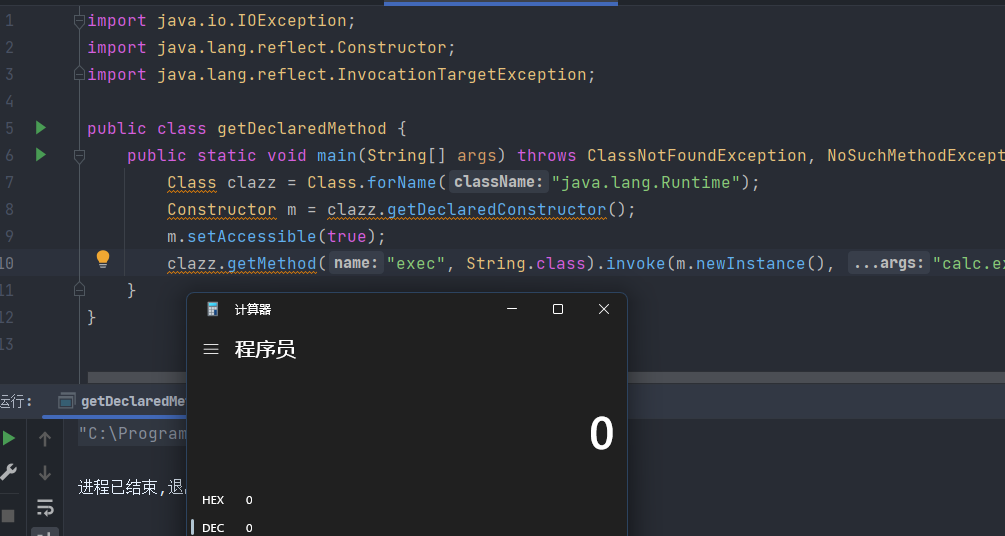 1 import java.io.IOException;
2 import java.lang.reflect.Constructor;
3 import java.lang.reflect.InvocationTargetException;
4
5 public class getDeclaredMethod {
6 public static void main(String[] args) throws ClassNotFoundException, NoSuchMethodExcept
7 Class clazz = Class.forName( className: "java.lang.Runtime");
8 Constructor m = clazz.getDeclaredConstructor();
9 m.setAccessible(true);
10 clazz.getMethod( name: "exec", String.class).invoke(m.newInstance(), ...args: "calc.ex
11 }
12 }
13
计算器
程序员
0
HEX 0
DEC 0
运行: getDeclaredMe
"C:\Program
进程已结束,退